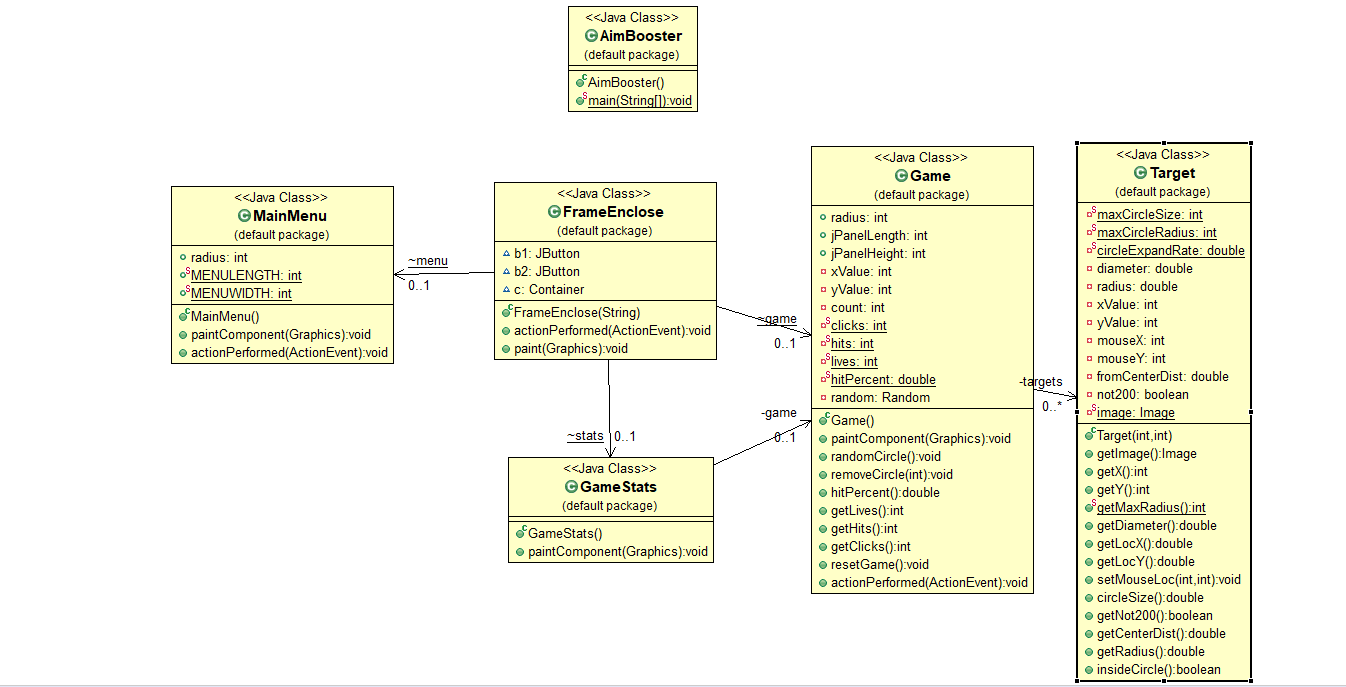 <<Java Class>>
AimBooster
(default package)
AimBooster()
main(String[]):void
<<Java Class>>
MainMenu
(default package)
radius: int
MENULENGTH: int
MENUWIDTH: int
MainMenu()
paintComponent(Graphics):void
actionPerformed(ActionEvent):void
~menu
0..1
<<Java Class>>
FrameEnclose
(default package)
b1: JButton
b2: JButton
c: Container
FrameEnclose(String)
actionPerformed(ActionEvent):void
paint(Graphics):void
~stats
0..1
<<Java Class>>
GameStats
(default package)
GameStats()
paintComponent(Graphics):void
~game
0..1
-game
0..1
<<Java Class>>
Game
(default package)
radius: int
jPanelLength: int
jPanelHeight: int
xValue: int
yValue: int
count: int
clicks: int
hits: int
lives: int
hitPercent: double
random: Random
Game()
paintComponent(Graphics):void
randomCircle():void
removeCircle(int):void
hitPercent():double
getLives():int
getHits():int
getClicks():int
resetGame():void
actionPerformed(ActionEvent):void
-targets
0..*
<<Java Class>>
Target
(default package)
maxCircleSize: int
maxCircleRadius: int
circleExpandRate: double
diameter: double
radius: double
xValue: int
yValue: int
mouseX: int
mouseY: int
fromCenterDist: double
not200: boolean
image: Image
Target(int,int)
getImage():Image
getX():int
getY():int
getMaxRadius():int
getDiameter():double
getLocX():double
getLocY():double
setMouseLoc(int,int):void
circleSize():double
getNot200():boolean
getCenterDist():double
getRadius():double
insideCircle():boolean